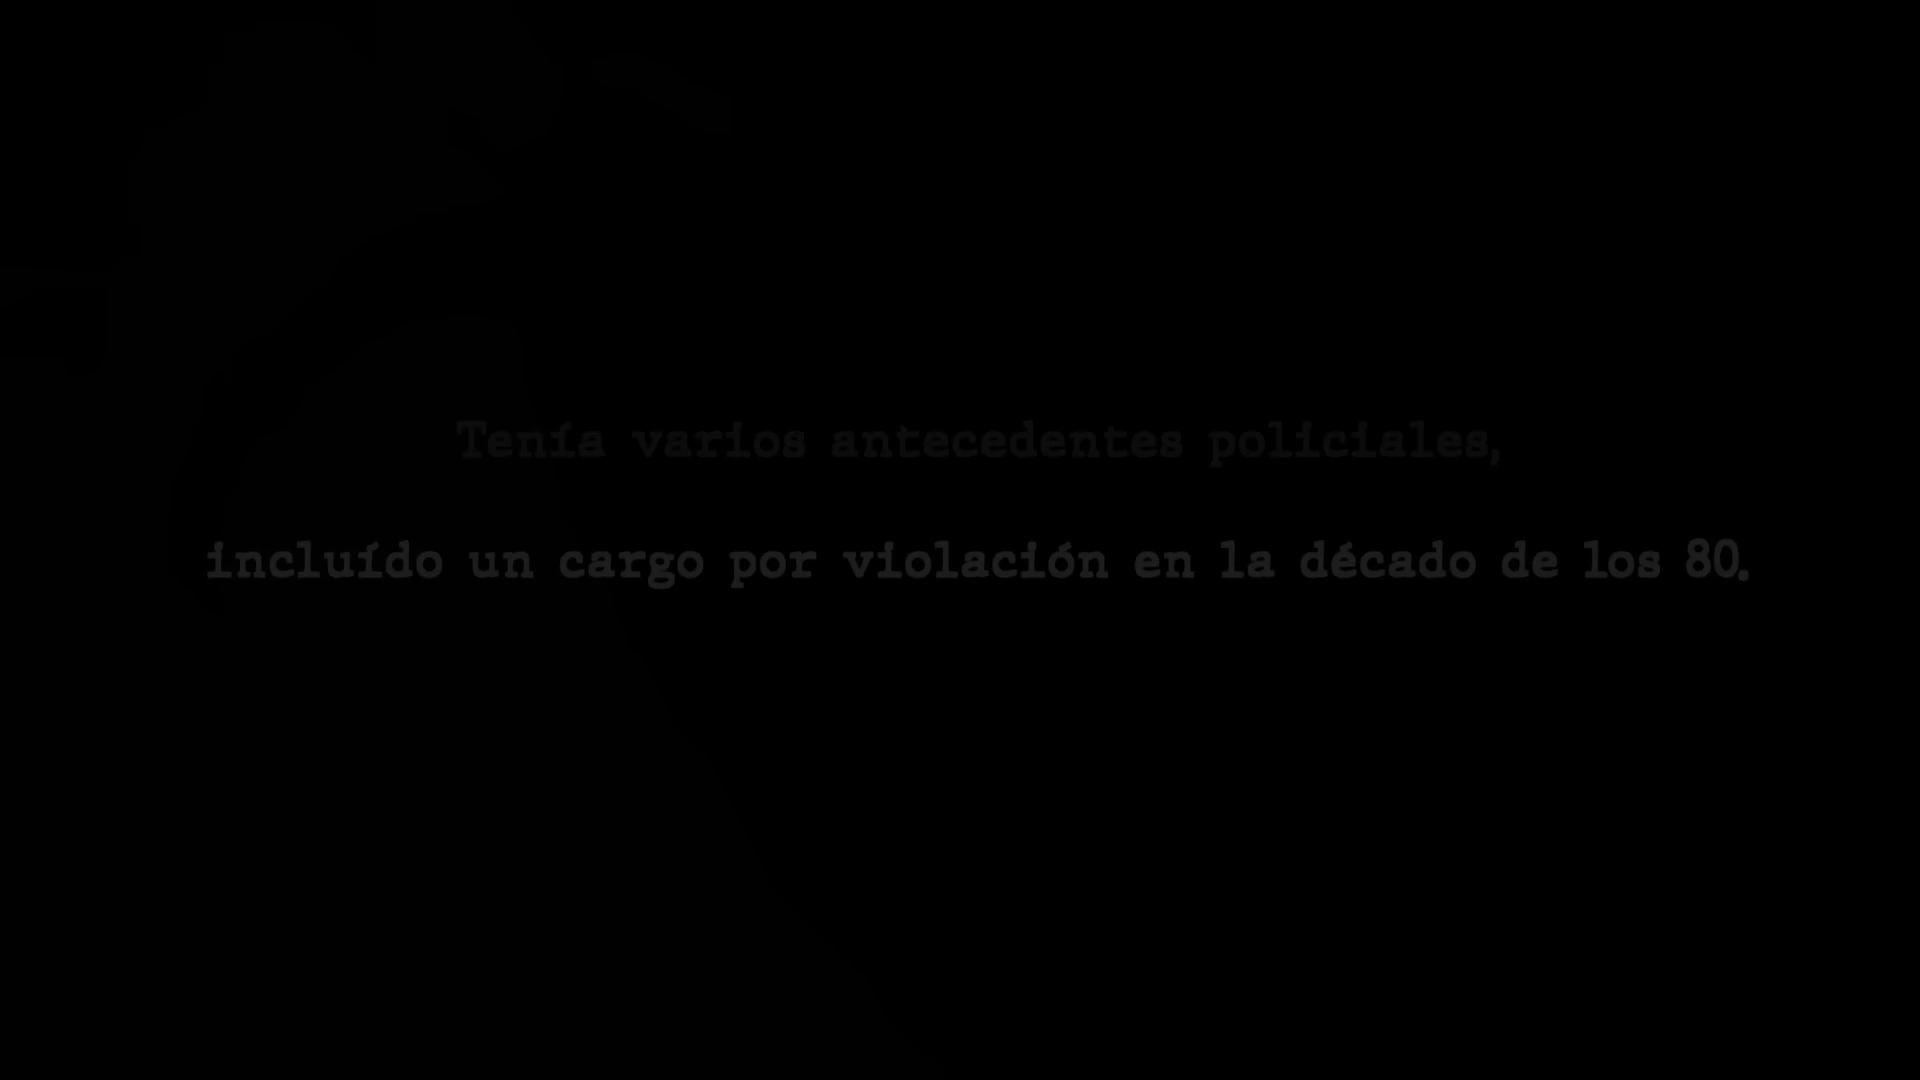 Tenía varios antecedentes policiales,
incluído un cargo por violación en la décado de los 80.